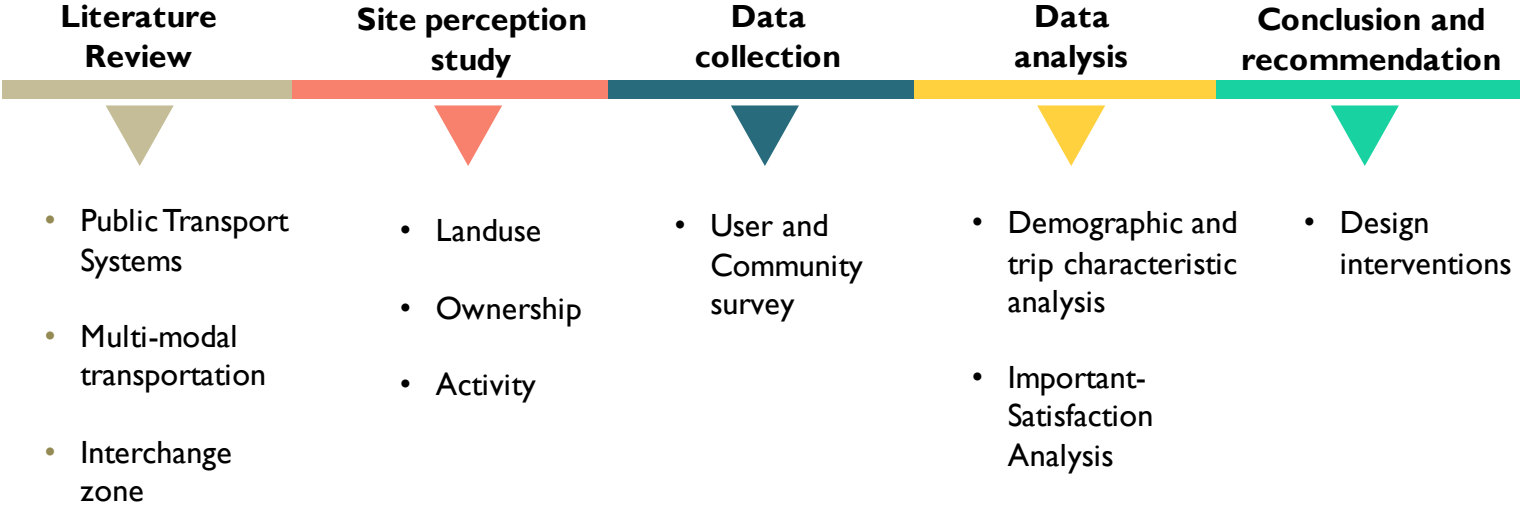 Literature
Review
Site perception
study
Data
collection
Data
analysis
Conclusion and
recommendation
• Public Transport
Systems
• Multi-modal
transportation
• Interchange
zone
• Landuse
• Ownership
• Activity
• User and
Community
survey
• Demographic and
trip characteristic
analysis
• Important-
Satisfaction
Analysis
• Design
interventions